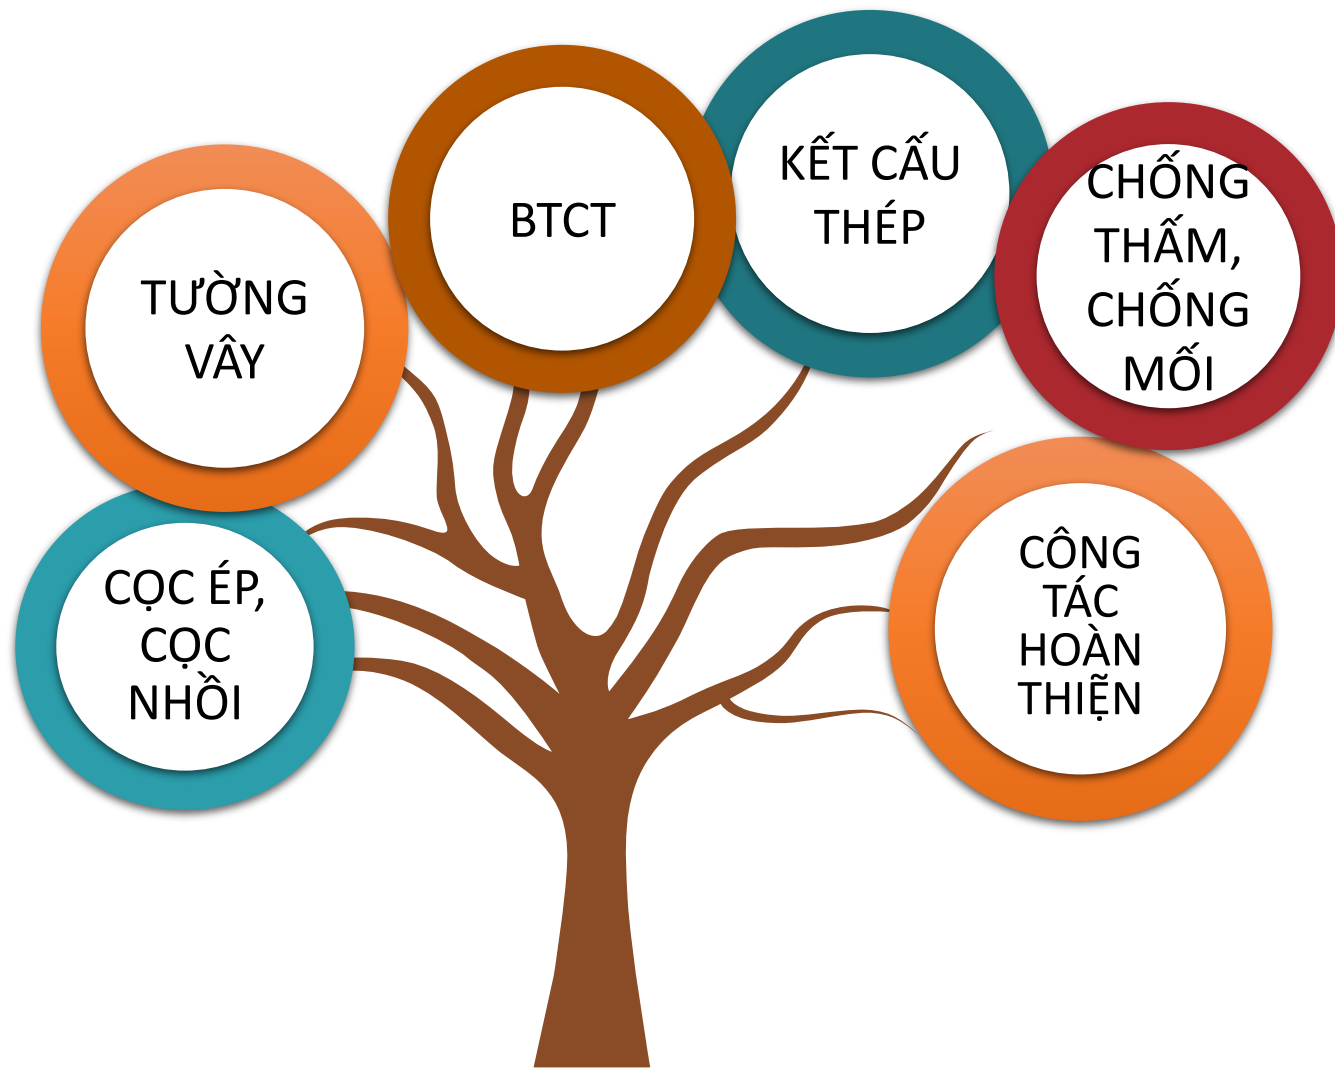 CỌC ÉP,
CỌC
NHỒI
TƯỜNG
VÂY
BTCT
KẾT CẤU
THÉP
CHỐNG
THẤM,
CHỐNG
MỐI
CÔNG
TÁC
HOÀN
THIỆN